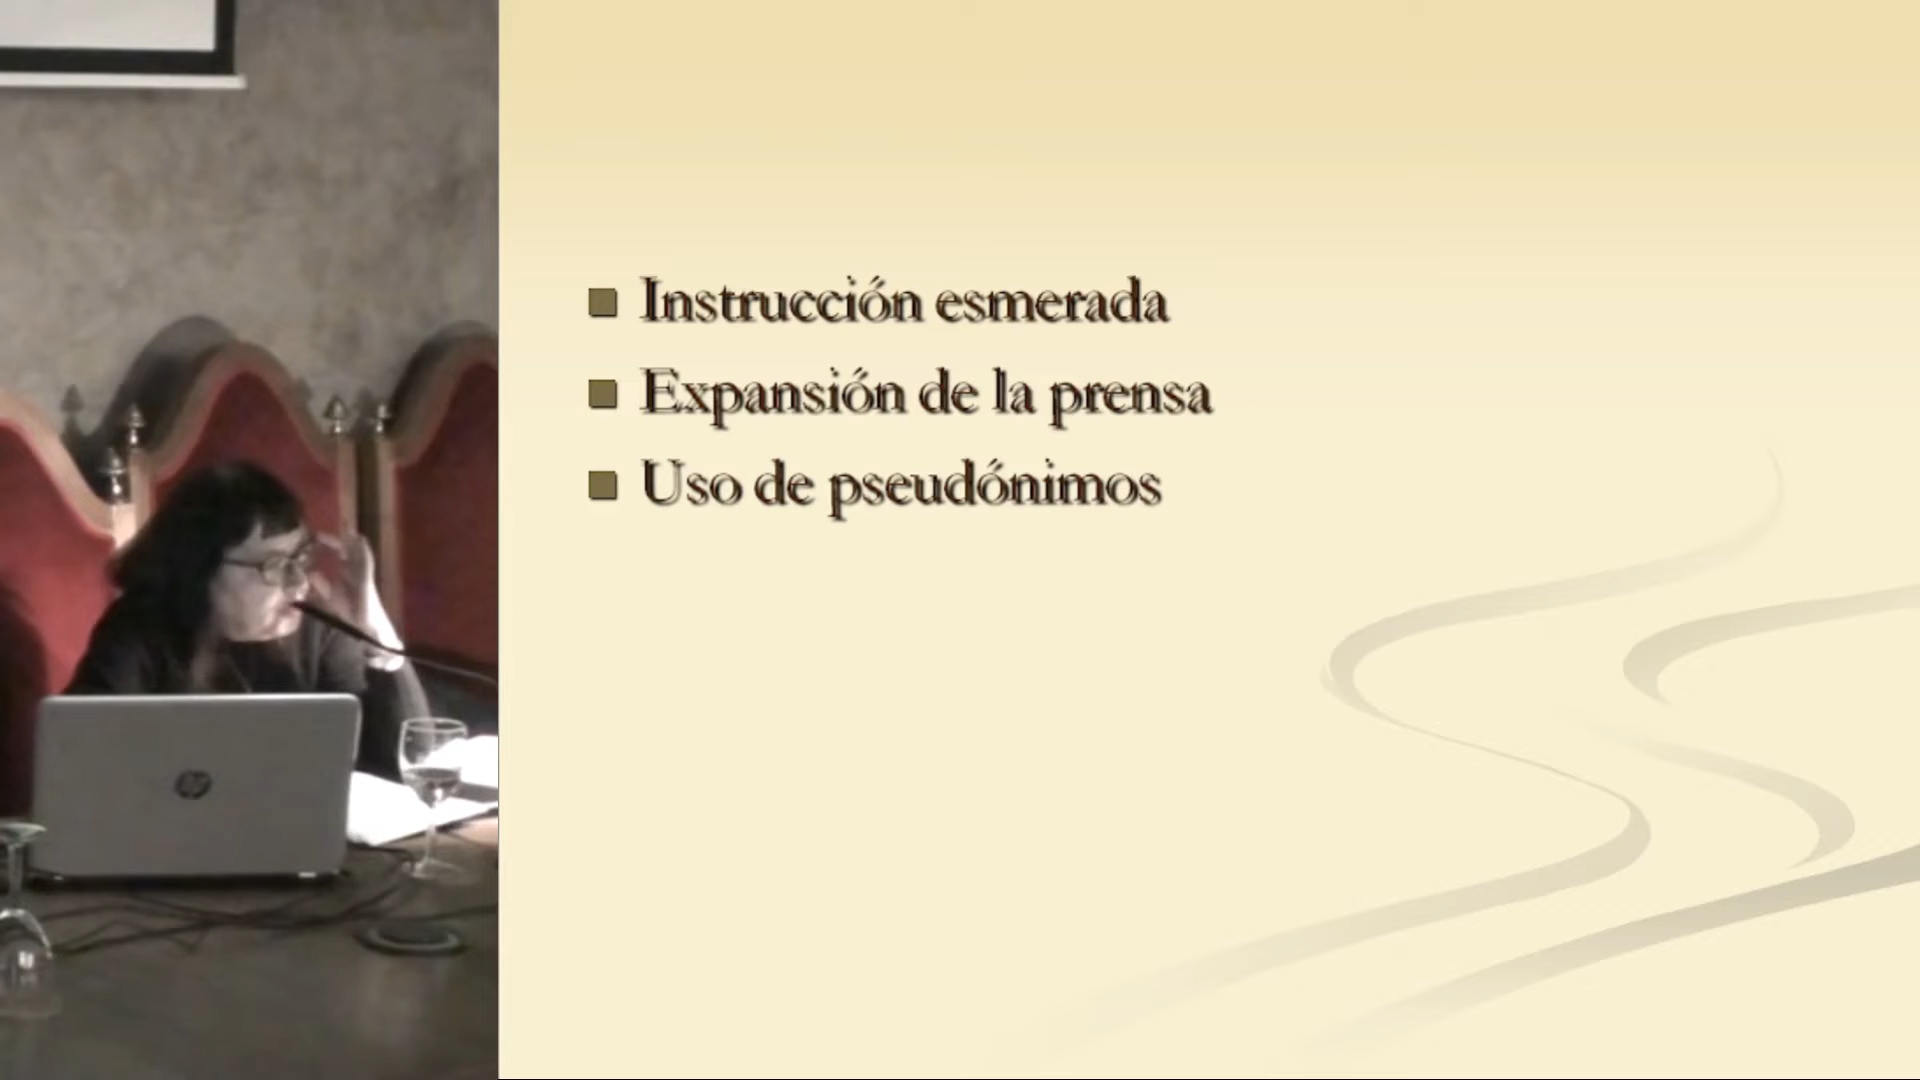 Instrucción esmerada
Expansión de la prensa
Uso de pseudónimos